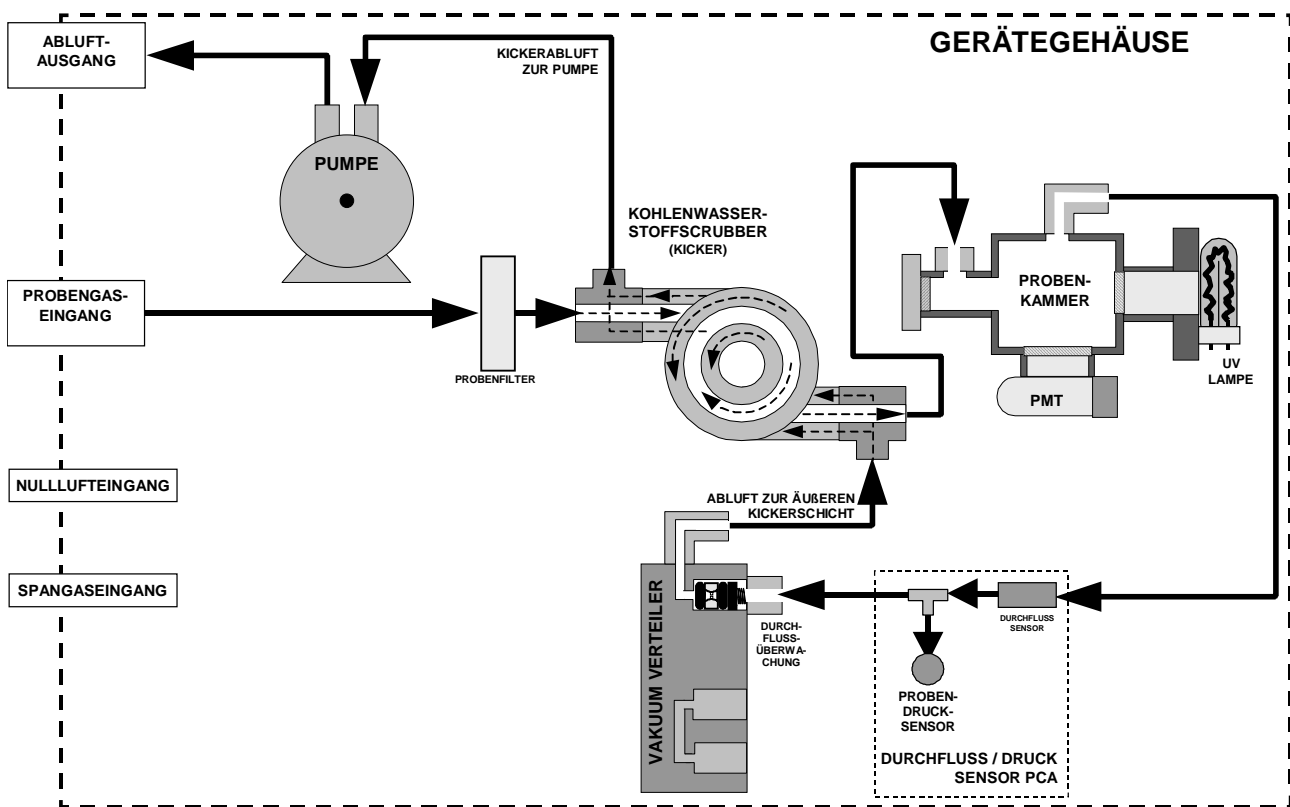 ABLUFT-
AUSGANG
KICKERABLUFT
ZUR PUMPE
GERÄTEGEHÄUSE
PUMPE
KOHLENWASSER-
STOFFSCRUBBER
(KICKER)
PROBENGAS-
EINGANG
PROBENFILTER
PROBEN-
KAMMER
UV
LAMPE
PMT
NULLLUFTEINGANG
ABLUFT ZUR ÄUßEREN
KICKERSCHICHT
SPANGASEINGANG
VAKUUM VERTEILER
DURCH-
FLUSS-
ÜBERWA-
CHUNG
DURCHFLUSS
SENSOR
PROBEN-
DRUCK-
SENSOR
DURCHFLUSS / DRUCK
SENSOR PCA